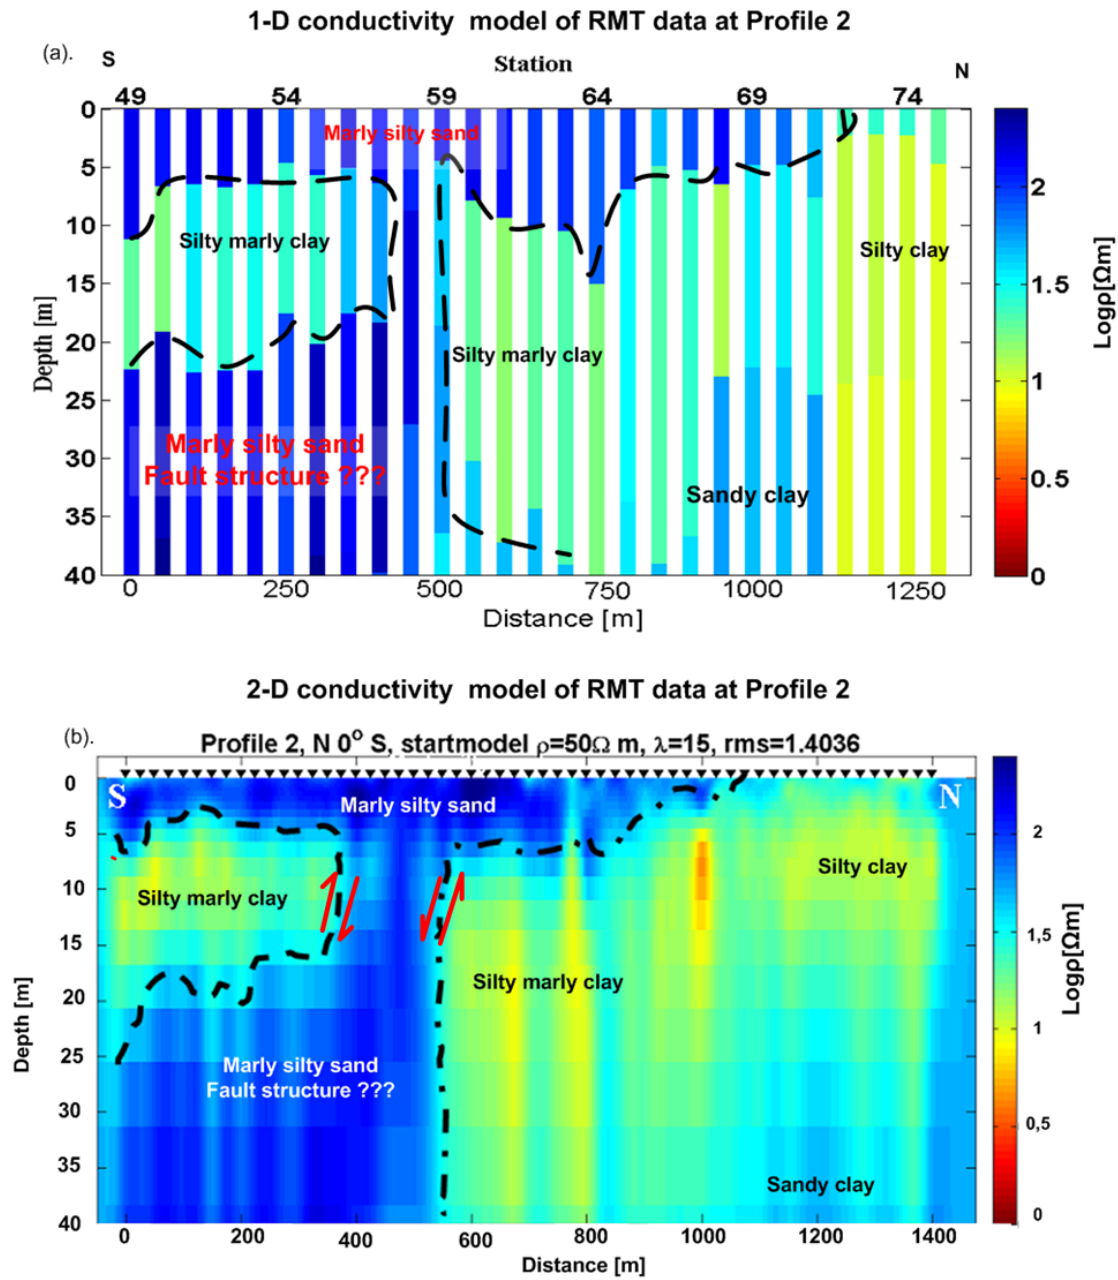 1-D conductivity model of RMT data at Profile 2
(a).
S
Station
N
49 54 59 64 69 74
Marly silty sand
Silty marly clay
Silty clay
Silty marly clay
Marly silty sand
Fault structure ???
Sandy clay
0
5
10
15
20
25
30
35
40
Depth [m]
0 250 500 750 1000 1250
Distance [m]
2
1.5
1
0.5
0
Logρ[Ωm]
2-D conductivity model of RMT data at Profile 2
(b).
Profile 2, N 0° S, startmodel ρ=50Ω m, λ=15, rms=1.4036
S
N
Marly silty sand
Silty clay
Silty marly clay
Silty marly clay
Marly silty sand
Fault structure ???
Sandy clay
0
5
10
15
20
25
30
35
40
Depth [m]
0 200 400 600 800 1000 1200 1400
Distance [m]
2
1.5
1
0,5
0
Logρ[Ωm]